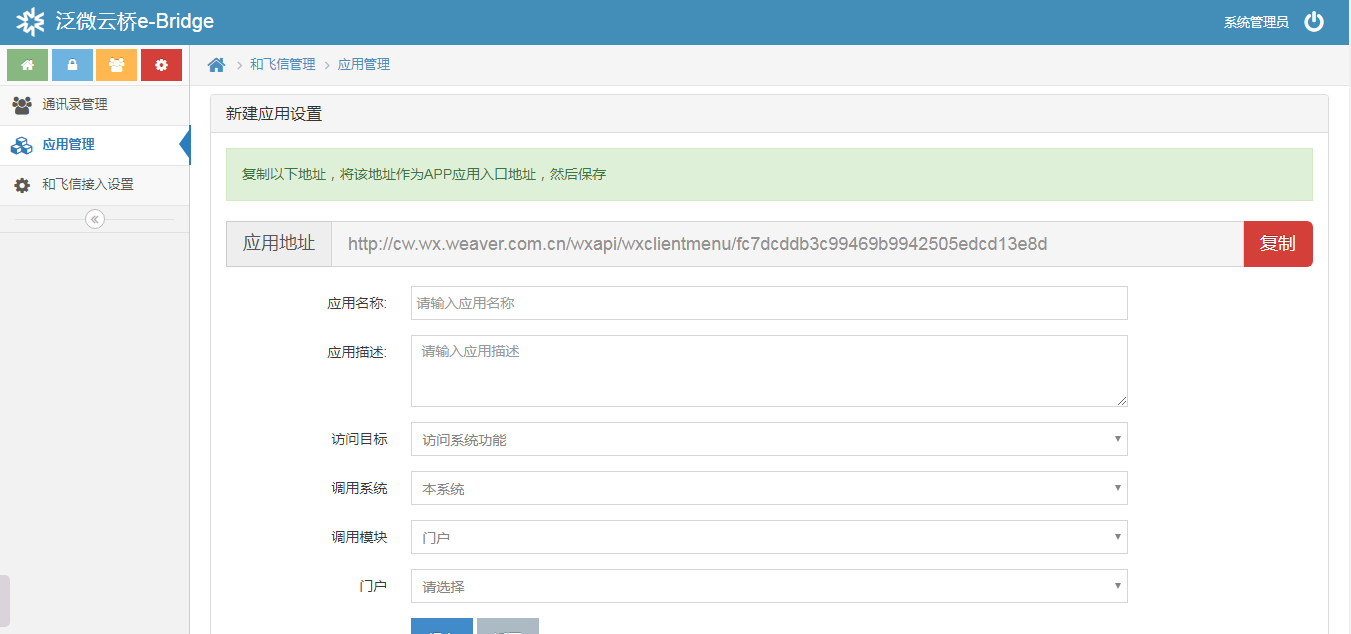 泛微云桥e-Bridge
系统管理员
和飞信管理
应用管理
通讯录管理
应用管理
和飞信接入设置
新建应用设置
复制以下地址，将该地址作为APP应用入口地址，然后保存
应用地址 http://cw.wx.weaver.com.cn/wxapi/wxclientmenu/fc7dcddb3c99469b9942505edcd13e8d 复制
应用名称: 请输入应用名称
应用描述: 请输入应用描述
访问目标 访问系统功能
调用系统 本系统
调用模块 门户
门户 请选择